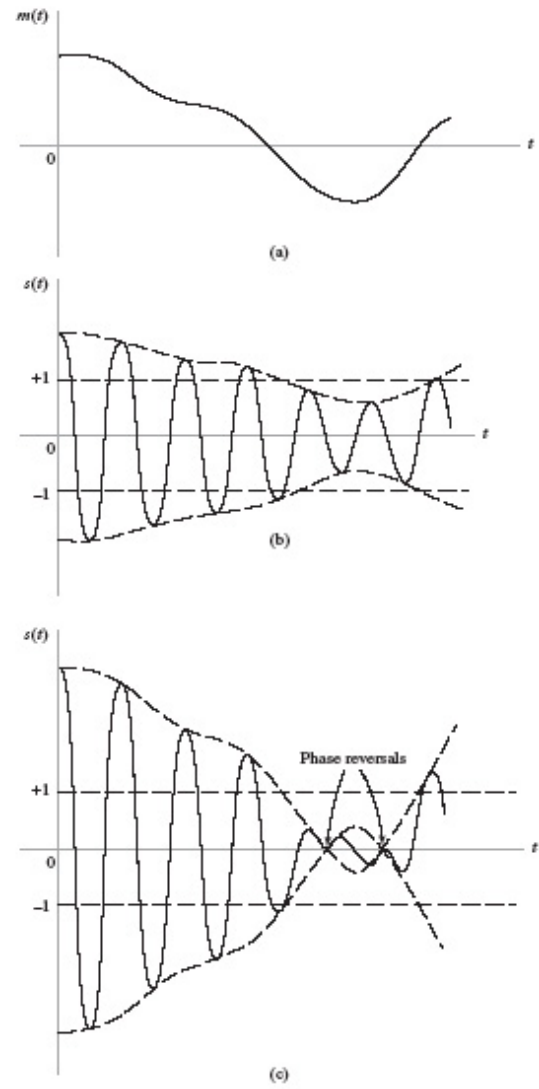 m(t)
0
t
(a)
s(t)
+1
0
t
–1
(b)
s(t)
Phase reversals
+1
0
t
–1
(c)